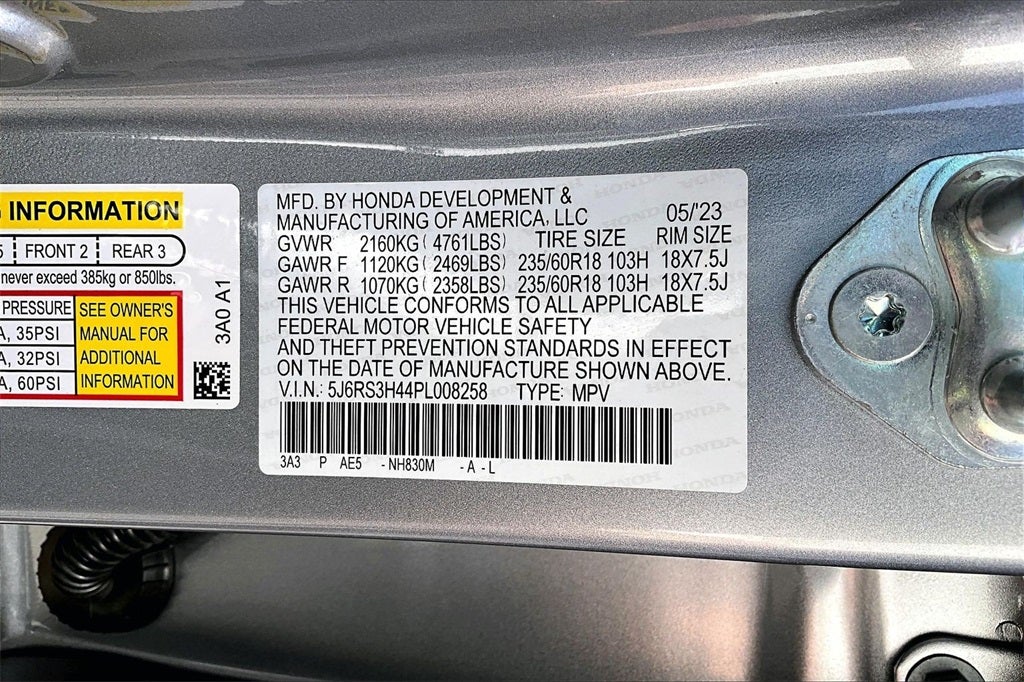 G INFORMATION
5 FRONT 2 REAR 3
never exceed 385kg or 850lbs.
PRESSURE SEE OWNER'S
A, 35PSI MANUAL FOR
A, 32PSI ADDITIONAL
A, 60PSI INFORMATION
3A0 A1
MFD. BY HONDA DEVELOPMENT &
MANUFACTURING OF AMERICA, LLC 05/'23
GVWR 2160KG ( 4761LBS) TIRE SIZE RIM SIZE
GAWR F 1120KG ( 2469LBS) 235/60R18 103H 18X7.5J
GAWR R 1070KG ( 2358LBS) 235/60R18 103H 18X7.5J
THIS VEHICLE CONFORMS TO ALL APPLICABLE
FEDERAL MOTOR VEHICLE SAFETY
AND THEFT PREVENTION STANDARDS IN EFFECT
ON THE DATE OF MANUFACTURE SHOWN ABOVE.
V.I.N.: 5J6RS3H44PL008258 TYPE: MPV
3A3 P AE5 - NH830M - A - L